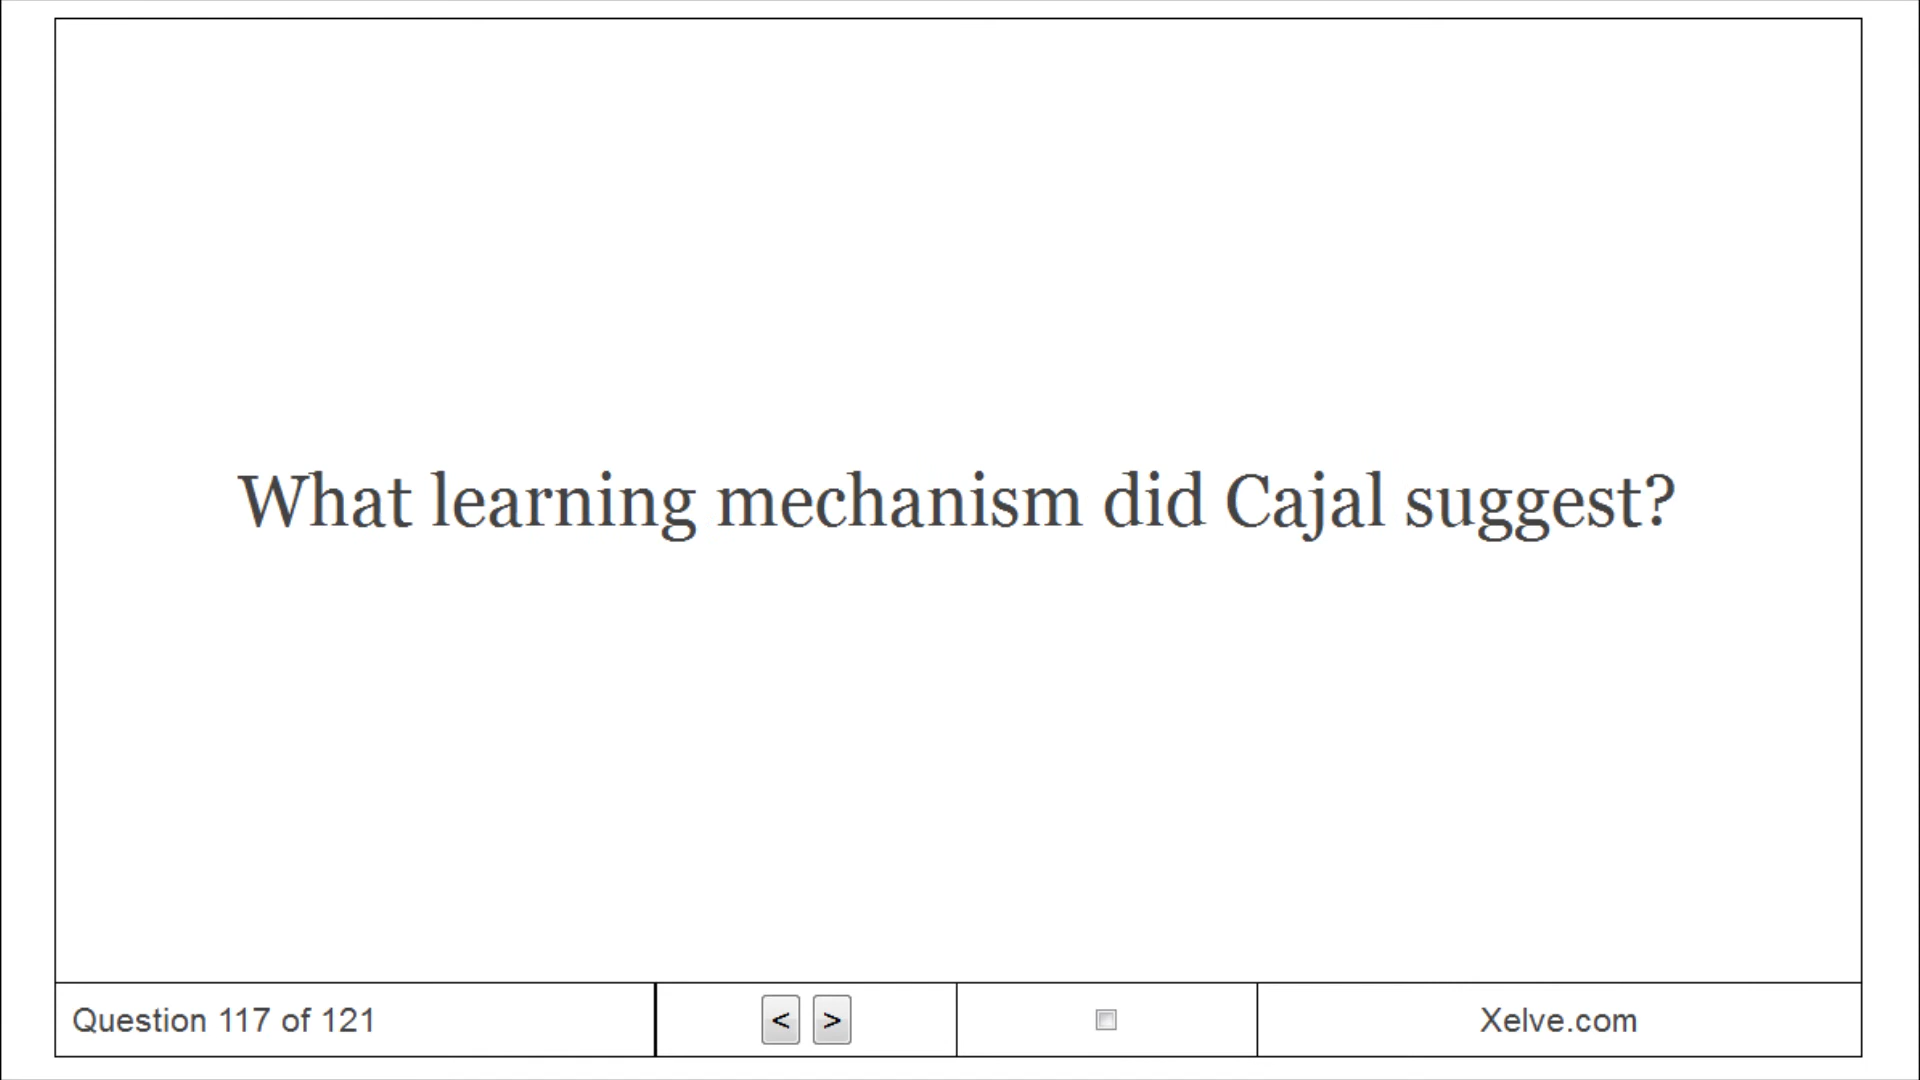 What learning mechanism did Cajal suggest?
Question 117 of 121
< >
Xelve.com